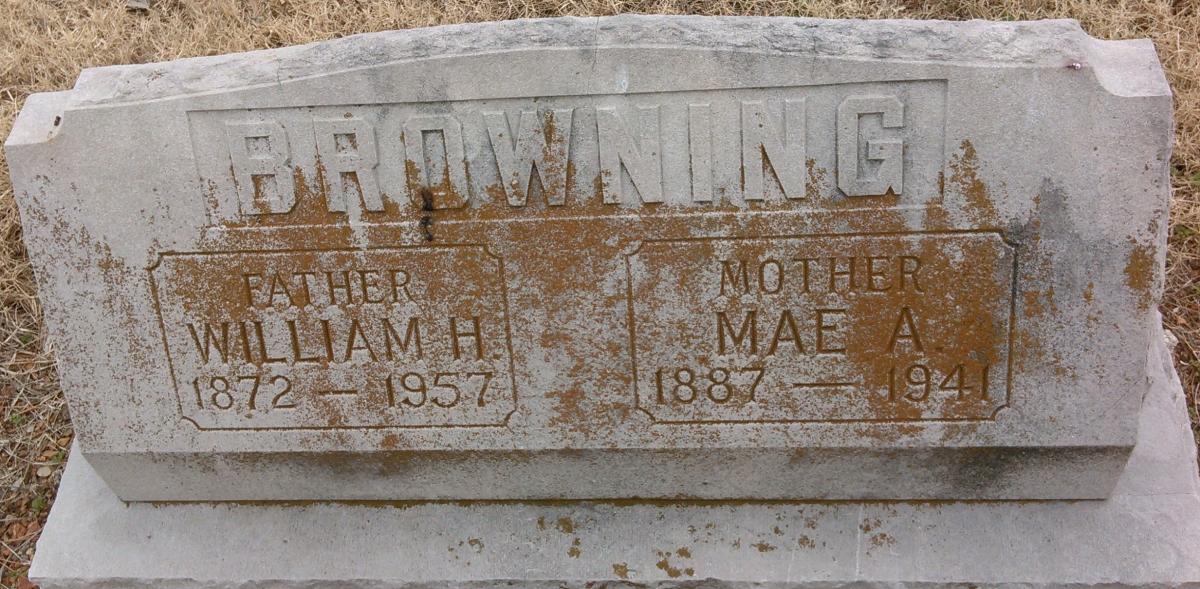 BROWNING
FATHER
WILLIAM H.
1872 — 1957
MOTHER
MAE A.
1887 — 1941